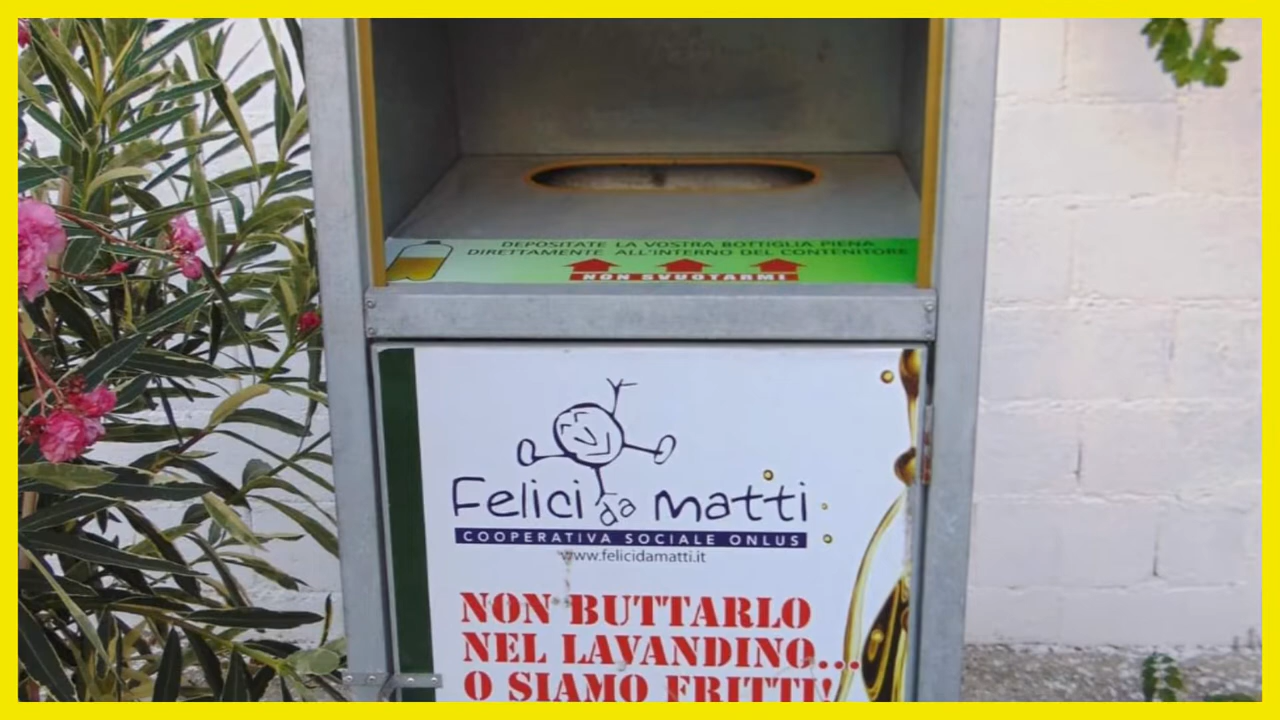 DEPOSITATE LA VOSTRA BOTTIGLIA PIENA
DIRETTAMENTE ALL'INTERNO DEL CONTENITORE
NON SVUOTARMI
Felici da matti
COOPERATIVA SOCIALE ONLUS
www.felicidamatti.it
NON BUTTARLO
NEL LAVANDINO...
O SIAMO FRITTI!